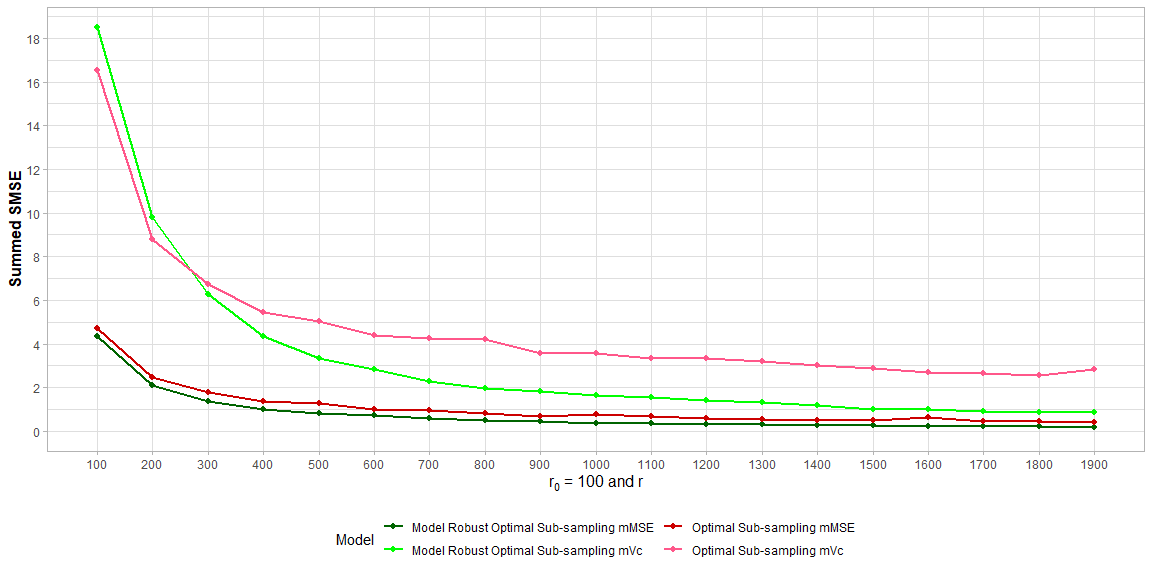 Summed SMSE
18
16
14
12
10
8
6
4
2
0
100 200 300 400 500 600 700 800 900 1000 1100 1200 1300 1400 1500 1600 1700 1800 1900
r0 = 100 and r
Model
Model Robust Optimal Sub-sampling mMSE
Optimal Sub-sampling mMSE
Model Robust Optimal Sub-sampling mVc
Optimal Sub-sampling mVc